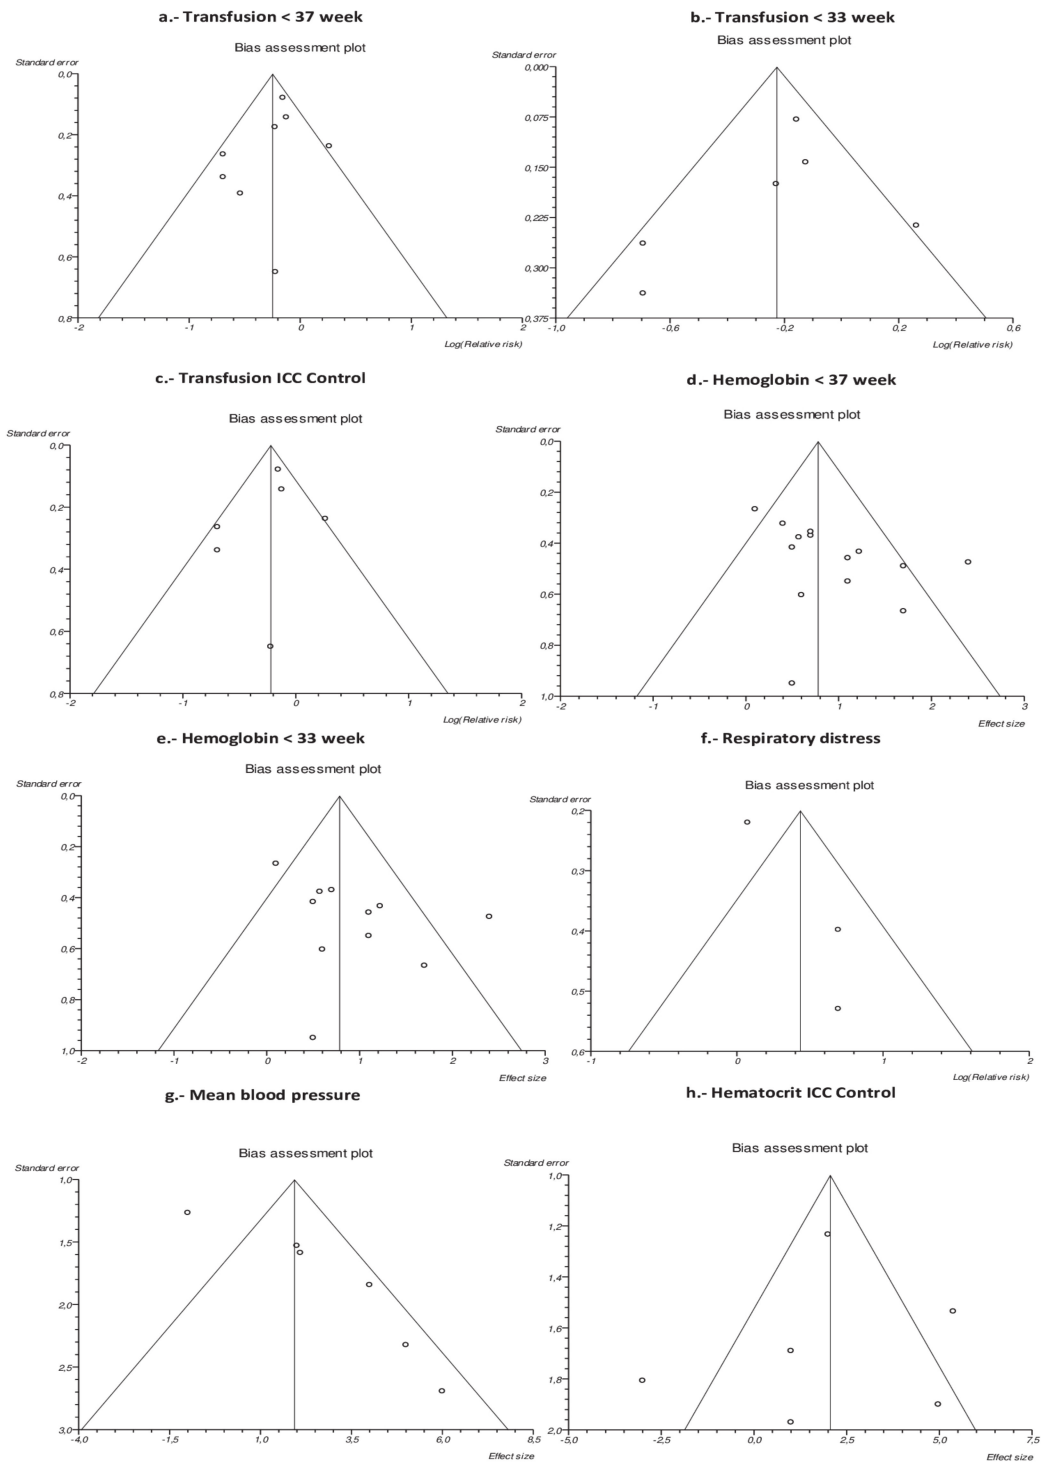 a.- Transfusion < 37 week
Bias assessment plot
Standard error
0,0
0,2
0,4
0,6
0,8
-2
-1
0
1
2
Log(Relative risk)
b.- Transfusion < 33 week
Bias assessment plot
Standard error
0,000
0,075
0,150
0,225
0,300
0,375
-1,0
-0,6
-0,2
0,2
0,6
Log(Relative risk)
c.- Transfusion ICC Control
Bias assessment plot
Standard error
0,0
0,2
0,4
0,6
0,8
-2
-1
0
1
2
Log(Relative risk)
d.- Hemoglobin < 37 week
Bias assessment plot
Standard error
0,0
0,2
0,4
0,6
0,8
1,0
-2
-1
0
1
2
3
Effect size
e.- Hemoglobin < 33 week
Bias assessment plot
Standard error
0,0
0,2
0,4
0,6
0,8
1,0
-2
-1
0
1
2
3
Effect size
f.- Respiratory distress
Bias assessment plot
Standard error
0,2
0,3
0,4
0,5
0,6
-1
0
1
2
Log(Relative risk)
g.- Mean blood pressure
Bias assessment plot
Standard error
1,0
1,5
2,0
2,5
3,0
-4,0
-1,5
1,0
3,5
6,0
8,5
Effect size
h.- Hematocrit ICC Control
Bias assessment plot
Standard error
1,0
1,2
1,4
1,6
1,8
2,0
-5,0
-2,5
0,0
2,5
5,0
7,5
Effect size